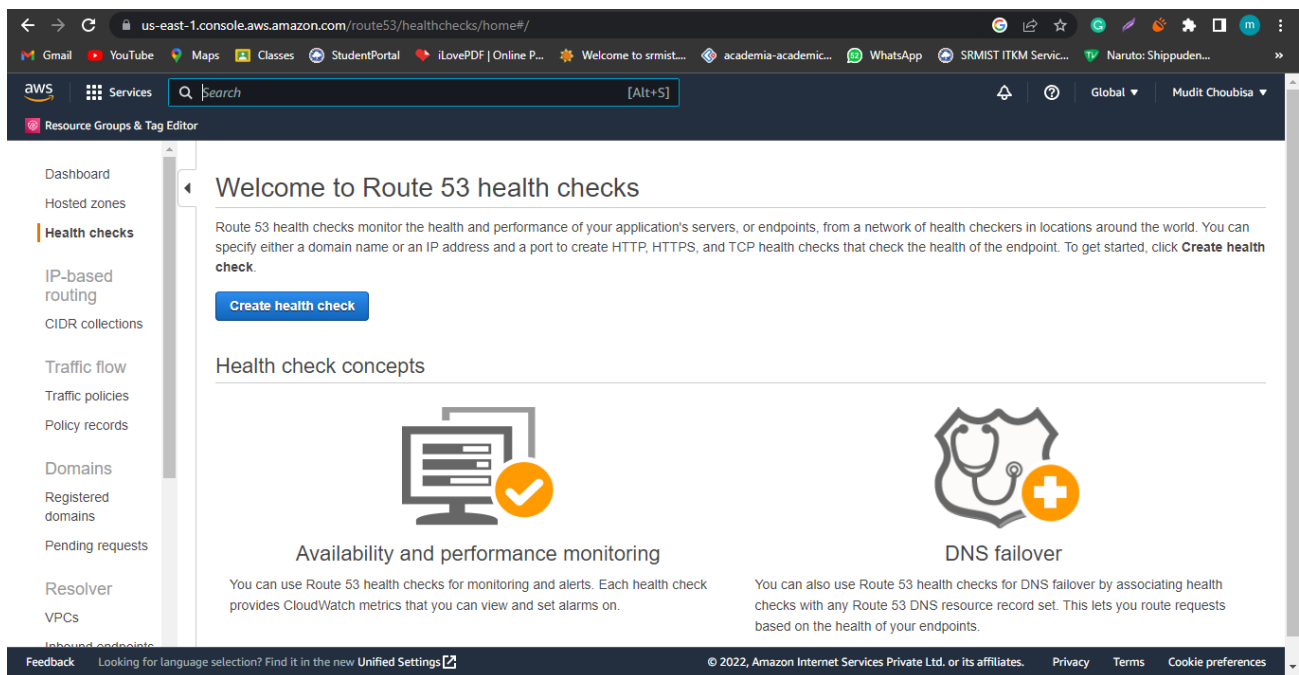 us-east-1.console.aws.amazon.com/route53/healthchecks/home#/
G
m
Gmail
YouTube
Maps
Classes
StudentPortal
iLovePDF | Online P...
Welcome to srmist....
academia-academic...
WhatsApp
SRMIST ITKM Servic...
Naruto: Shippuden...
»
aws
Services
Search
[Alt+S]
Global
Mudit Choubisa
Resource Groups & Tag Editor
Dashboard
Hosted zones
Health checks
IP-based
routing
CIDR collections
Traffic flow
Traffic policies
Policy records
Domains
Registered
domains
Pending requests
Resolver
VPCs
Inbound endpoints
Welcome to Route 53 health checks
Route 53 health checks monitor the health and performance of your application's servers, or endpoints, from a network of health checkers in locations around the world. You can
specify either a domain name or an IP address and a port to create HTTP, HTTPS, and TCP health checks that check the health of the endpoint. To get started, click Create health
check.
Create health check
Health check concepts
Availability and performance monitoring
You can use Route 53 health checks for monitoring and alerts. Each health check
provides CloudWatch metrics that you can view and set alarms on.
DNS failover
You can also use Route 53 health checks for DNS failover by associating health
checks with any Route 53 DNS resource record set. This lets you route requests
based on the health of your endpoints.
Feedback
Looking for language selection? Find it in the new Unified Settings
© 2022, Amazon Internet Services Private Ltd. or its affiliates.
Privacy
Terms
Cookie preferences